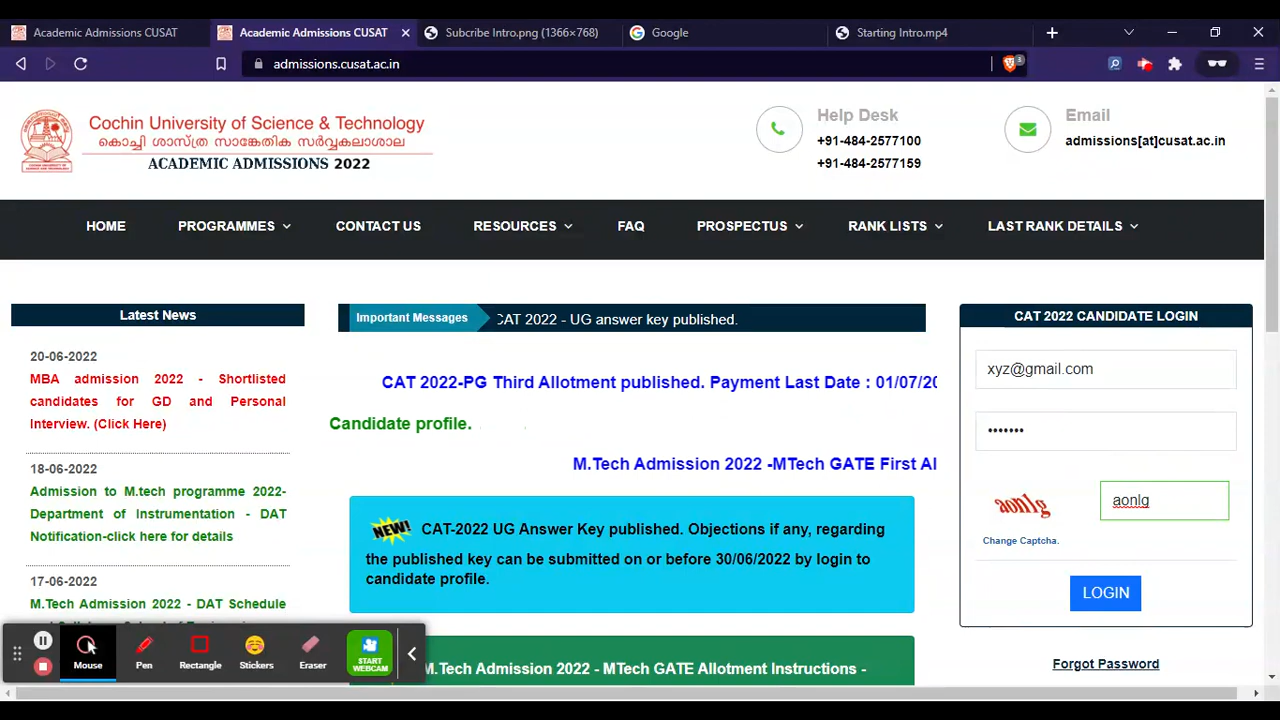 Academic Admissions CUSAT
Academic Admissions CUSAT
Subcribe Intro.png (1366×768)
Google
Starting Intro.mp4
admissions.cusat.ac.in
3
Cochin University of Science & Technology
കൊച്ചി ശാസ്ത്ര സാങ്കേതിക സർവ്വകലാശാല
ACADEMIC ADMISSIONS 2022
Help Desk
+91-484-2577100
+91-484-2577159
Email
admissions[at]cusat.ac.in
HOME
PROGRAMMES
CONTACT US
RESOURCES
FAQ
PROSPECTUS
RANK LISTS
LAST RANK DETAILS
Latest News
20-06-2022
MBA admission 2022 - Shortlisted
candidates for GD and Personal
Interview. (Click Here)
18-06-2022
Admission to M.tech programme 2022-
Department of Instrumentation - DAT
Notification-click here for details
17-06-2022
M.Tech Admission 2022 - DAT Schedule
Important Messages
CAT 2022 - UG answer key published.
CAT 2022-PG Third Allotment published. Payment Last Date : 01/07/20
Candidate profile.
M.Tech Admission 2022 -MTech GATE First Al
NEW!
CAT-2022 UG Answer Key published. Objections if any, regarding
the published key can be submitted on or before 30/06/2022 by login to
candidate profile.
M.Tech Admission 2022 - MTech GATE Allotment Instructions -
CAT 2022 CANDIDATE LOGIN
xyz@gmail.com
•••••••
aonlg
aonlg
Change Captcha.
LOGIN
Forgot Password
Mouse
Pen
Rectangle
Stickers
Eraser
START
WEBCAM